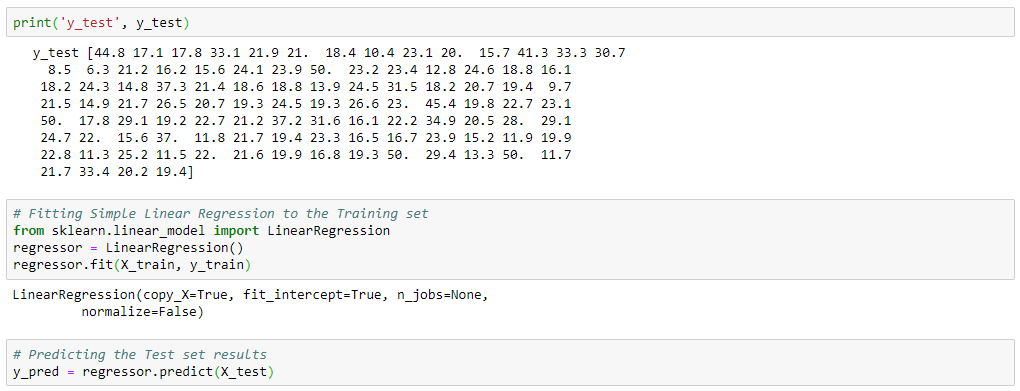 print('y_test', y_test)
y_test [44.8 17.1 17.8 33.1 21.9 21.  18.4 10.4 23.1 20.  15.7 41.3 33.3 30.7
  8.5  6.3 21.2 16.2 15.6 24.1 23.9 50.  23.2 23.4 12.8 24.6 18.8 16.1
 18.2 24.3 14.8 37.3 21.4 18.6 18.8 13.9 24.5 31.5 18.2 20.7 19.4  9.7
 21.5 14.9 21.7 26.5 20.7 19.3 24.5 19.3 26.6 23.  45.4 19.8 22.7 23.1
 50.  17.8 29.1 19.2 22.7 21.2 37.2 31.6 16.1 22.2 34.9 20.5 28.  29.1
 24.7 22.  15.6 37.  11.8 21.7 19.4 23.3 16.5 16.7 23.9 15.2 11.9 19.9
 22.8 11.3 25.2 11.5 22.  21.6 19.9 16.8 19.3 50.  29.4 13.3 50.  11.7
 21.7 33.4 20.2 19.4]
# Fitting Simple Linear Regression to the Training set
from sklearn.linear_model import LinearRegression
regressor = LinearRegression()
regressor.fit(X_train, y_train)
LinearRegression(copy_X=True, fit_intercept=True, n_jobs=None,
         normalize=False)
# Predicting the Test set results
y_pred = regressor.predict(X_test)